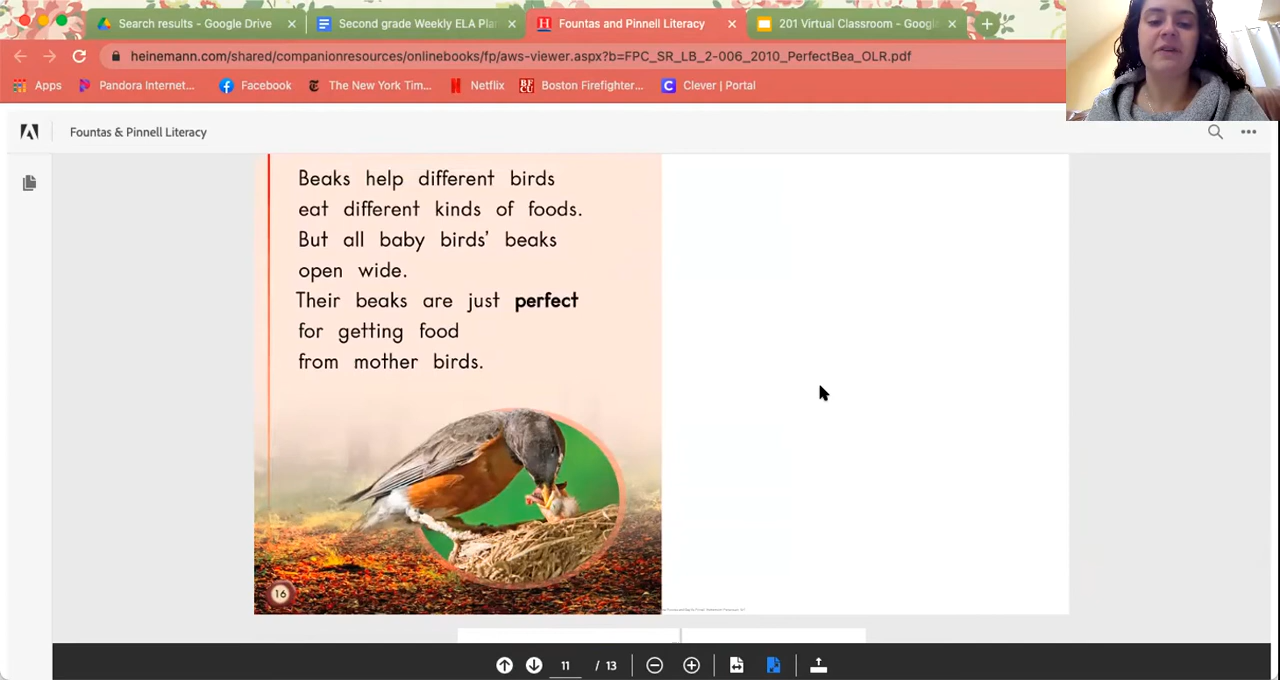 Search results - Google Drive
Second grade Weekly ELA Pla
Fountas and Pinnell Literacy
201 Virtual Classroom - Googl
heinemann.com/shared/companionresources/onlinebooks/fp/aws-viewer.aspx?b=FPC_SR_LB_2-006_2010_PerfectBea_OLR.pdf
Apps
Pandora Internet...
Facebook
The New York Tim...
Netflix
Boston Firefighter...
Clever | Portal
Fountas & Pinnell Literacy
Beaks help different birds
eat different kinds of foods.
But all baby birds' beaks
open wide.
Their beaks are just perfect
for getting food
from mother birds.
16
11 / 13